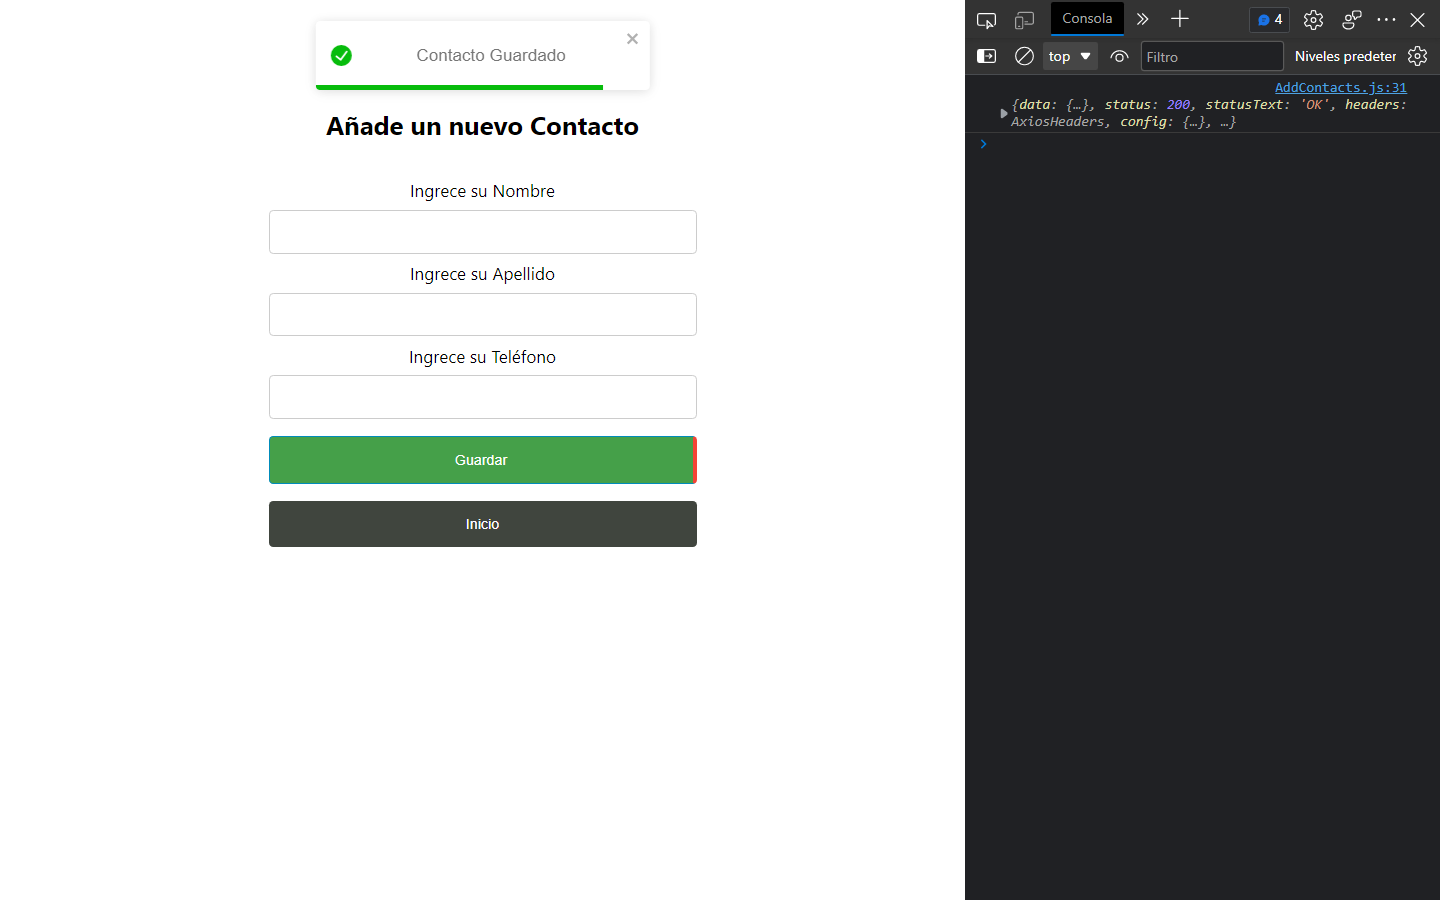 Contacto Guardado
Añade un nuevo Contacto
Ingrece su Nombre
Ingrece su Apellido
Ingrece su Teléfono
Guardar
Inicio
Consola
4
top
Filtro
Niveles predeter
AddContacts.js:31
{data: {…}, status: 200, statusText: 'OK', headers:
AxiosHeaders, config: {…}, …}